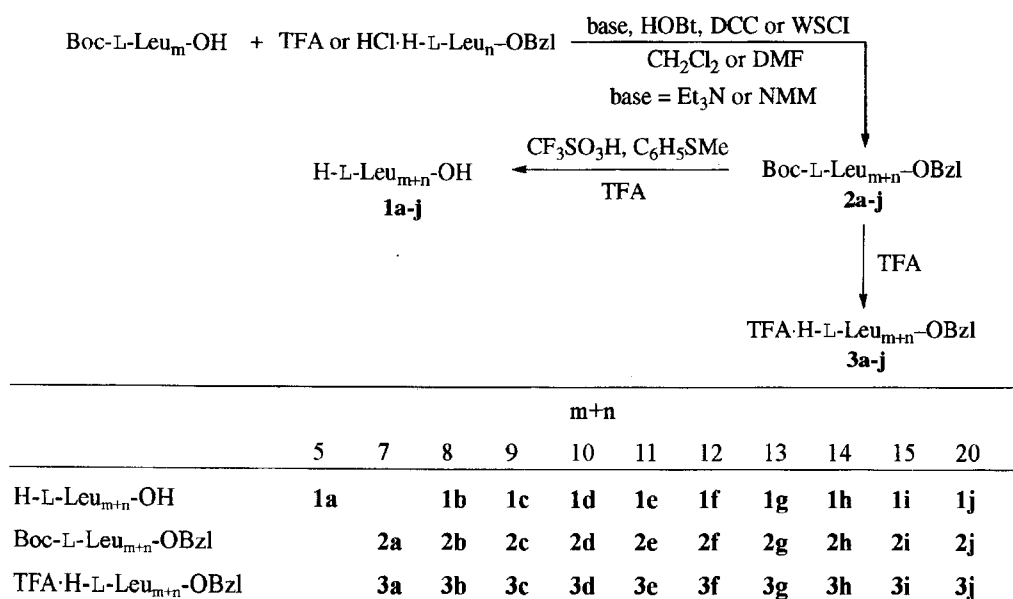 Boc-L-Leuₘ-OH + TFA or HCl·H-L-Leuₙ–OBzl
base, HOBt, DCC or WSCI
CH₂Cl₂ or DMF
base = Et₃N or NMM
H-L-Leuₘ₊ₙ-OH
1a-j
CF₃SO₃H, C₆H₅SMe
TFA
Boc-L-Leuₘ₊ₙ–OBzl
2a-j
TFA
TFA·H-L-Leuₘ₊ₙ–OBzl
3a-j
m+n
5 7 8 9 10 11 12 13 14 15 20
H-L-Leuₘ₊ₙ-OH 1a 1b 1c 1d 1e 1f 1g 1h 1i 1j
Boc-L-Leuₘ₊ₙ-OBzl 2a 2b 2c 2d 2e 2f 2g 2h 2i 2j
TFA·H-L-Leuₘ₊ₙ-OBzl 3a 3b 3c 3d 3e 3f 3g 3h 3i 3j